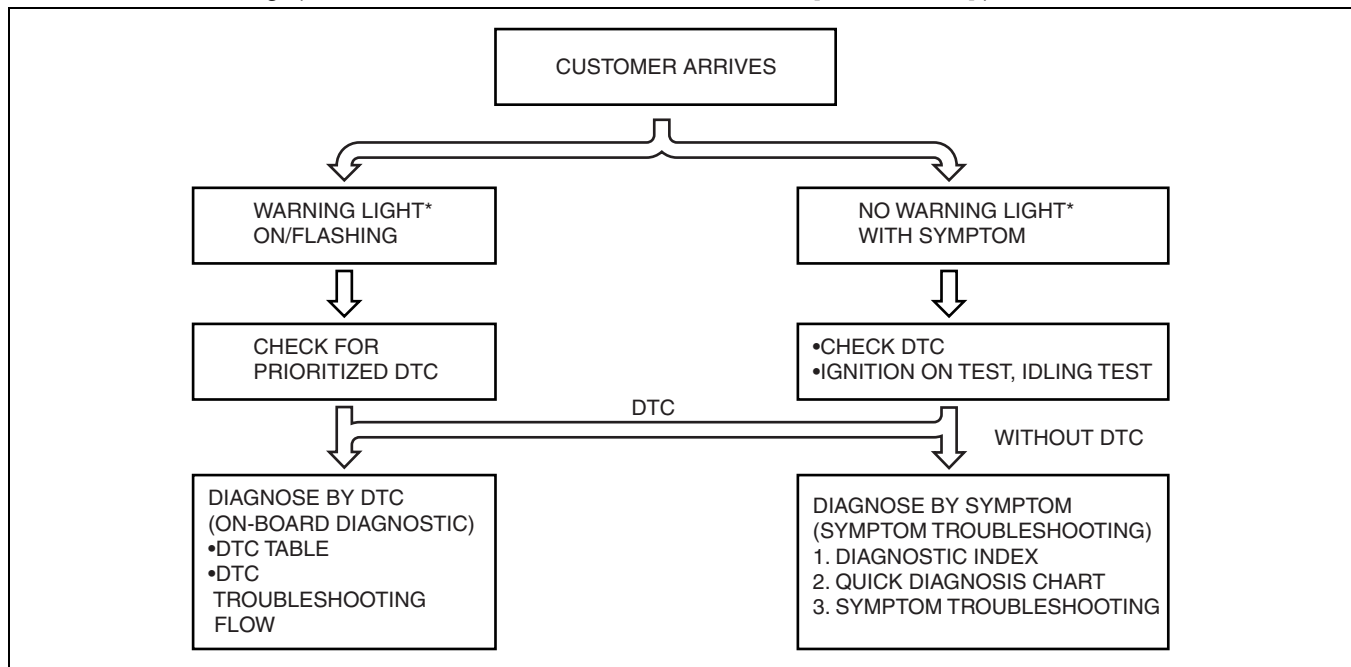 CUSTOMER ARRIVES
WARNING LIGHT*
ON/FLASHING
NO WARNING LIGHT*
WITH SYMPTOM
CHECK FOR
PRIORITIZED DTC
•CHECK DTC
•IGNITION ON TEST, IDLING TEST
DTC
WITHOUT DTC
DIAGNOSE BY DTC
(ON-BOARD DIAGNOSTIC)
•DTC TABLE
•DTC
TROUBLESHOOTING
FLOW
DIAGNOSE BY SYMPTOM
(SYMPTOM TROUBLESHOOTING)
1. DIAGNOSTIC INDEX
2. QUICK DIAGNOSIS CHART
3. SYMPTOM TROUBLESHOOTING